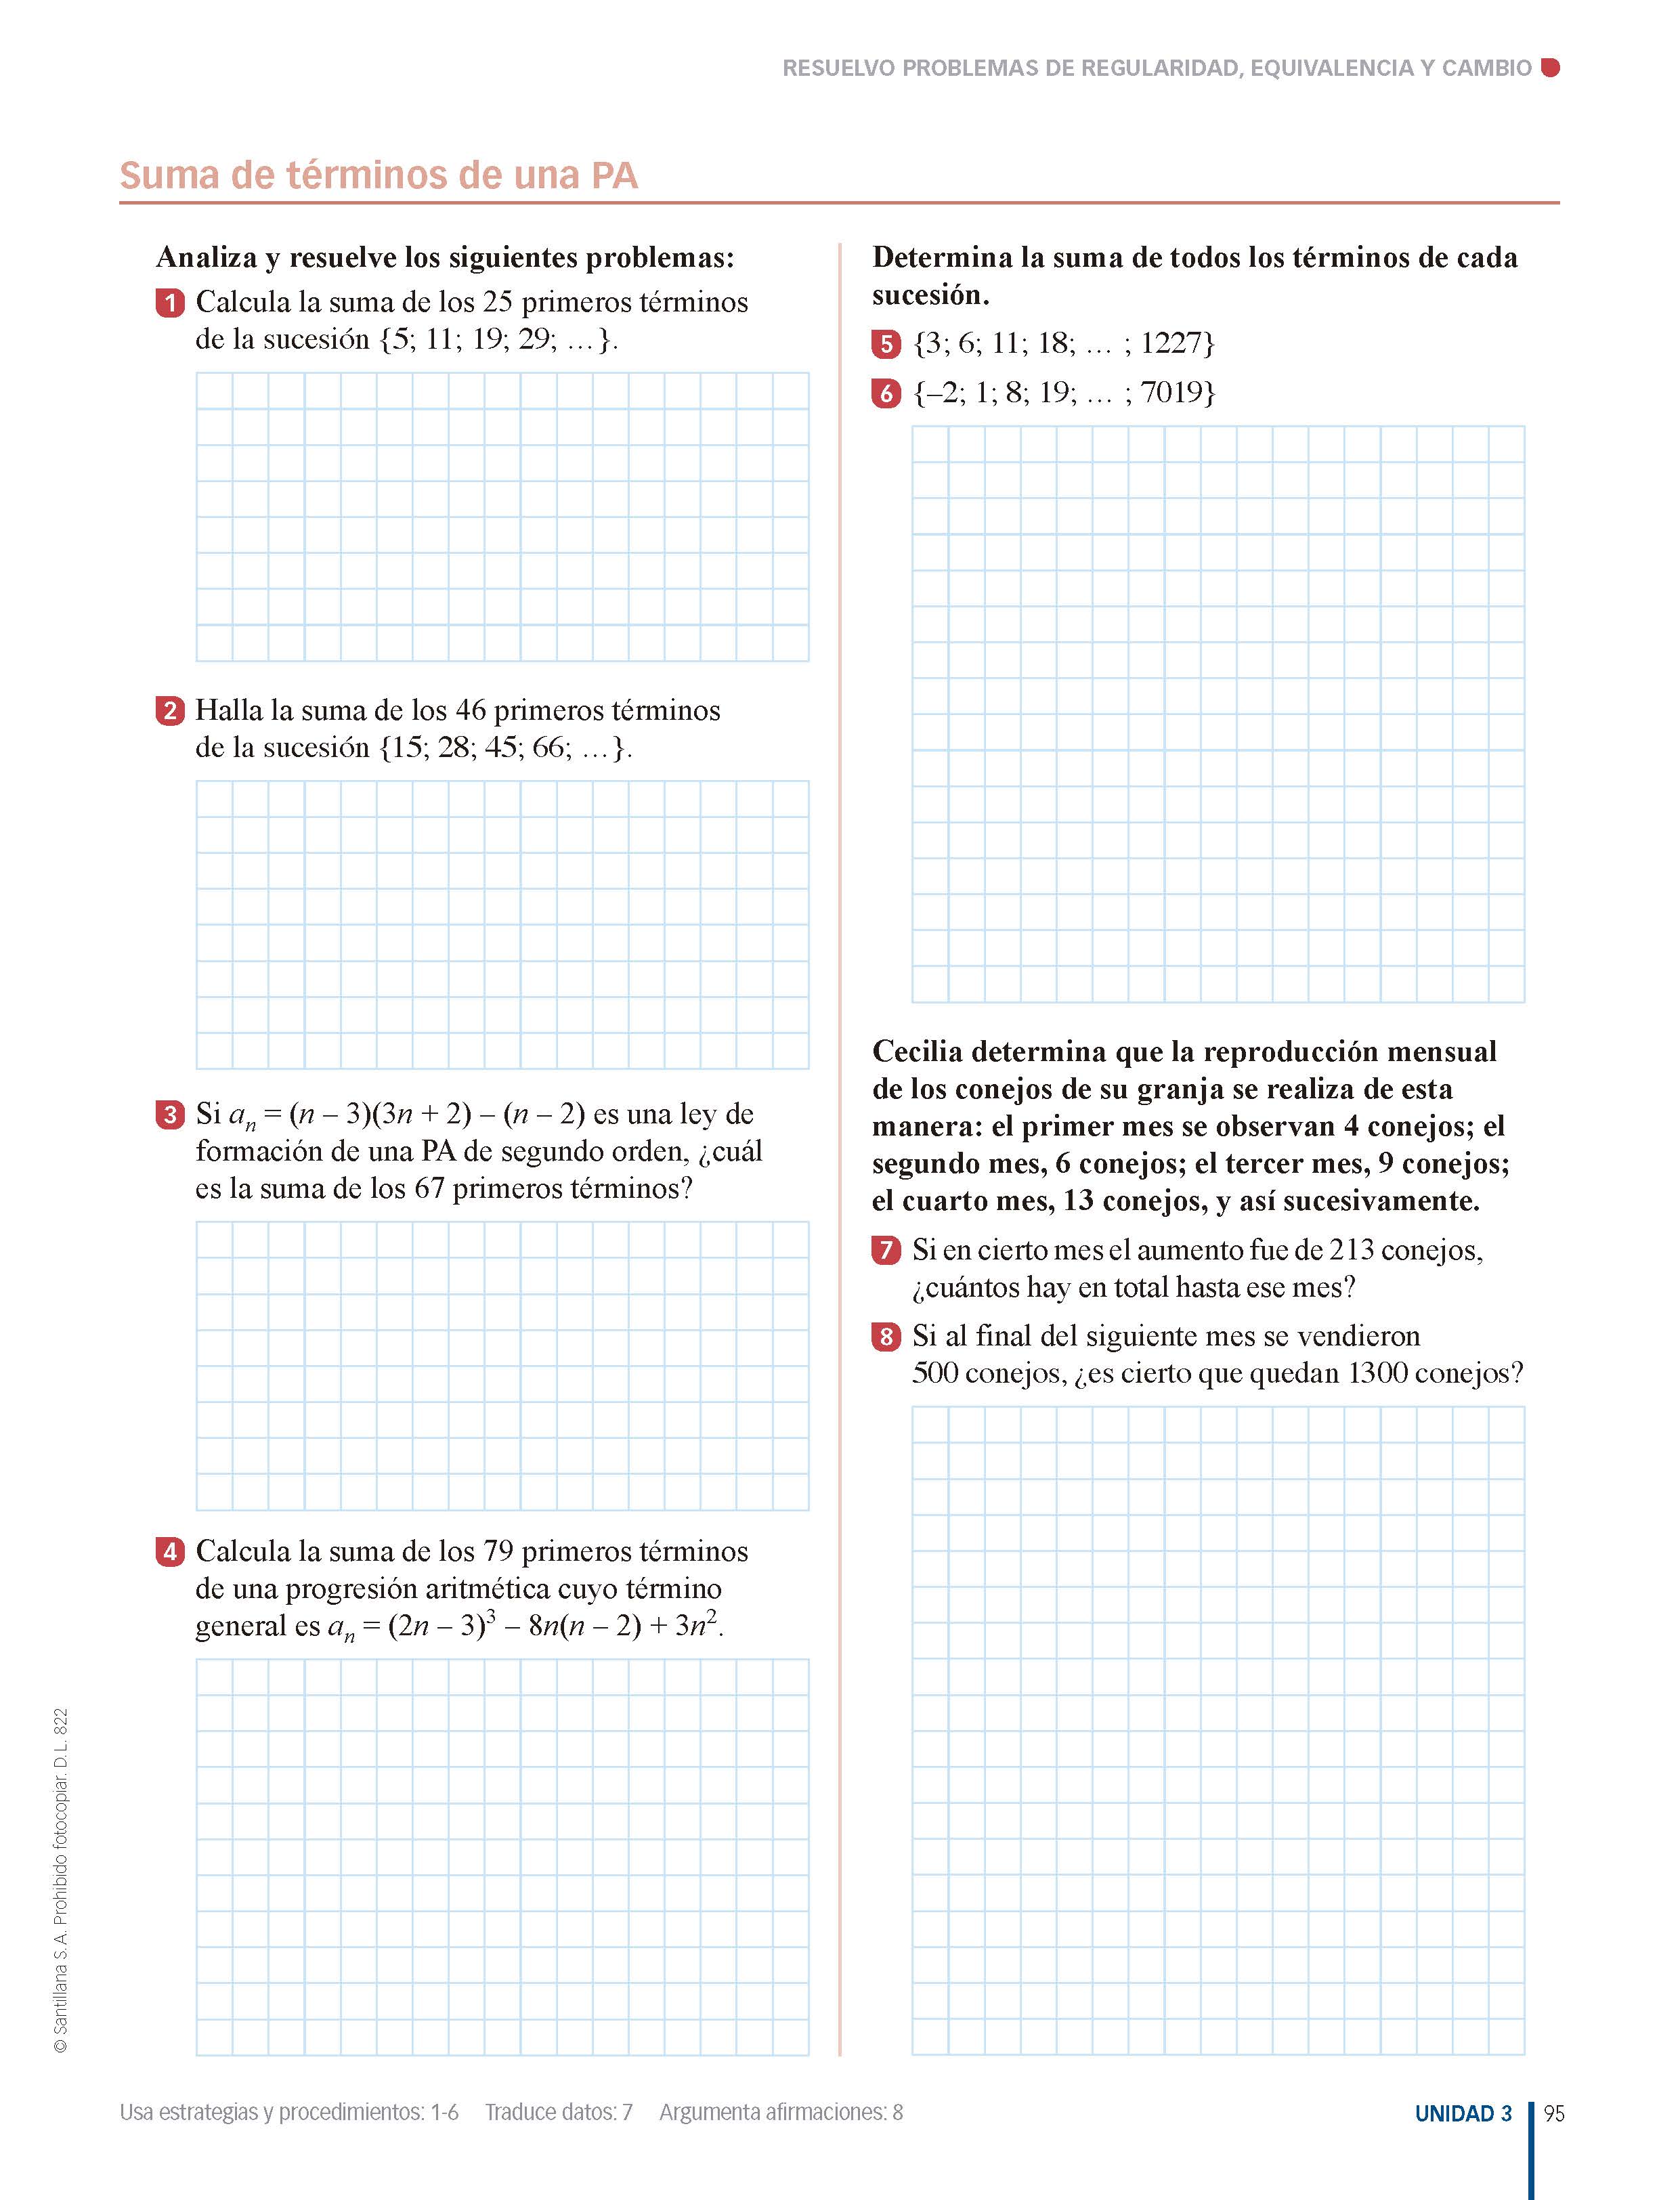 RESUELVO PROBLEMAS DE REGULARIDAD, EQUIVALENCIA Y CAMBIO
Suma de términos de una PA
Analiza y resuelve los siguientes problemas:
1 Calcula la suma de los 25 primeros términos
de la sucesión {5; 11; 19; 29; …}.
2 Halla la suma de los 46 primeros términos
de la sucesión {15; 28; 45; 66; …}.
3 Si aₙ = (n – 3)(3n + 2) – (n – 2) es una ley de
formación de una PA de segundo orden, ¿cuál
es la suma de los 67 primeros términos?
4 Calcula la suma de los 79 primeros términos
de una progresión aritmética cuyo término
general es aₙ = (2n – 3)³ – 8n(n – 2) + 3n².
Determina la suma de todos los términos de cada
sucesión.
5 {3; 6; 11; 18; … ; 1227}
6 {–2; 1; 8; 19; … ; 7019}
Cecilia determina que la reproducción mensual
de los conejos de su granja se realiza de esta
manera: el primer mes se observan 4 conejos; el
segundo mes, 6 conejos; el tercer mes, 9 conejos;
el cuarto mes, 13 conejos, y así sucesivamente.
7 Si en cierto mes el aumento fue de 213 conejos,
¿cuántos hay en total hasta ese mes?
8 Si al final del siguiente mes se vendieron
500 conejos, ¿es cierto que quedan 1300 conejos?
© Santillana S.A. Prohibido fotocopiar. D.L. 822
Usa estrategias y procedimientos: 1-6 Traduce datos: 7 Argumenta afirmaciones: 8
UNIDAD 3 95